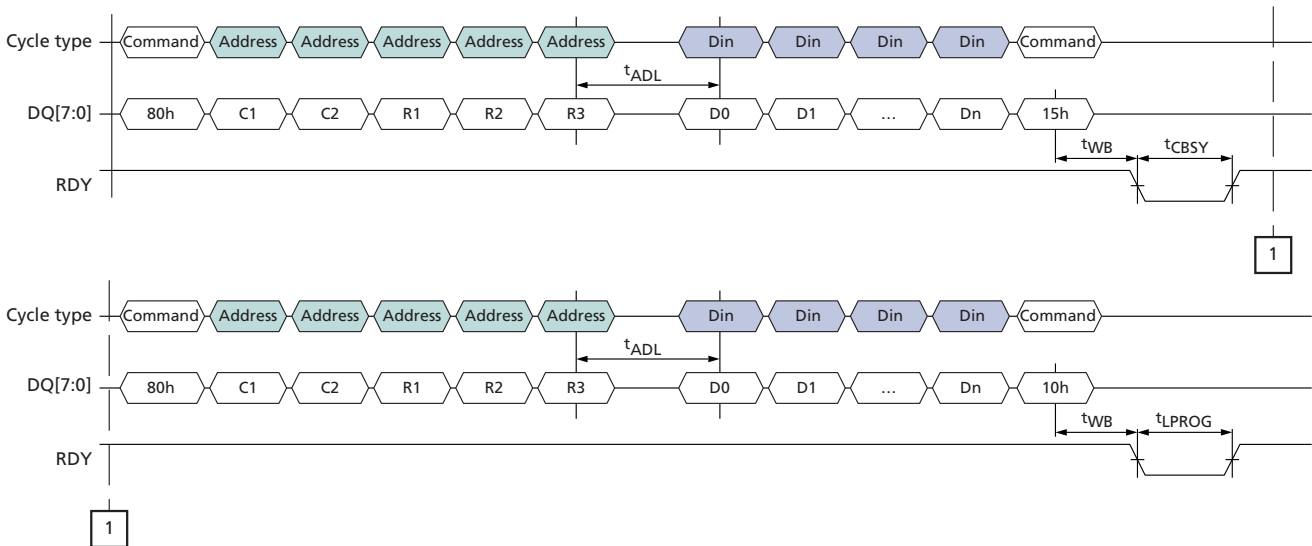 Cycle type Command Address Address Address Address Address Din Din Din Din Command
tADL
DQ[7:0] 80h C1 C2 R1 R2 R3 D0 D1 … Dn 15h
tWB tCBSY
RDY
1
Cycle type Command Address Address Address Address Address Din Din Din Din Command
tADL
DQ[7:0] 80h C1 C2 R1 R2 R3 D0 D1 … Dn 10h
tWB tLPROG
RDY
1